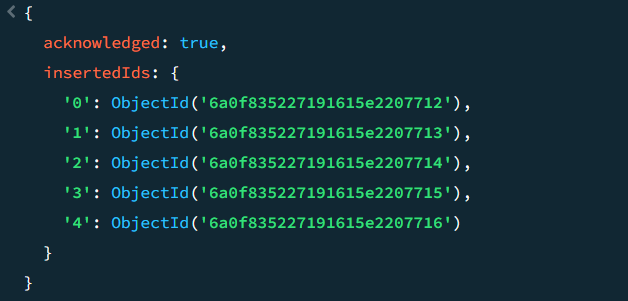 {
acknowledged: true,
insertedIds: {
'0': ObjectId('6a0f835227191615e2207712'),
'1': ObjectId('6a0f835227191615e2207713'),
'2': ObjectId('6a0f835227191615e2207714'),
'3': ObjectId('6a0f835227191615e2207715'),
'4': ObjectId('6a0f835227191615e2207716')
}
}